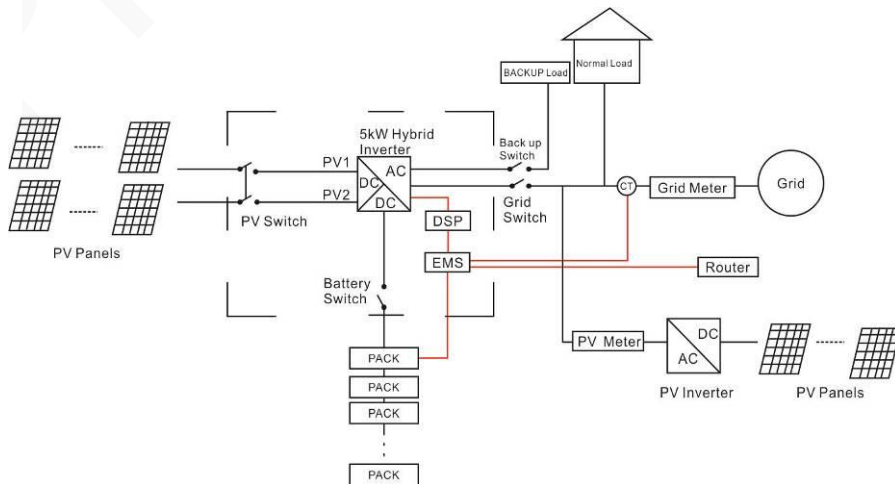 BACKUP Load
Normal Load
5kW Hybrid
Inverter
Back up
Switch
PV1
AC
DC
PV2
DC
CT
Grid Meter
Grid
PV Switch
DSP
Grid
Switch
PV Panels
EMS
Router
Battery
Switch
PACK
PACK
PACK
PACK
PV Meter
DC
AC
PV Inverter
PV Panels